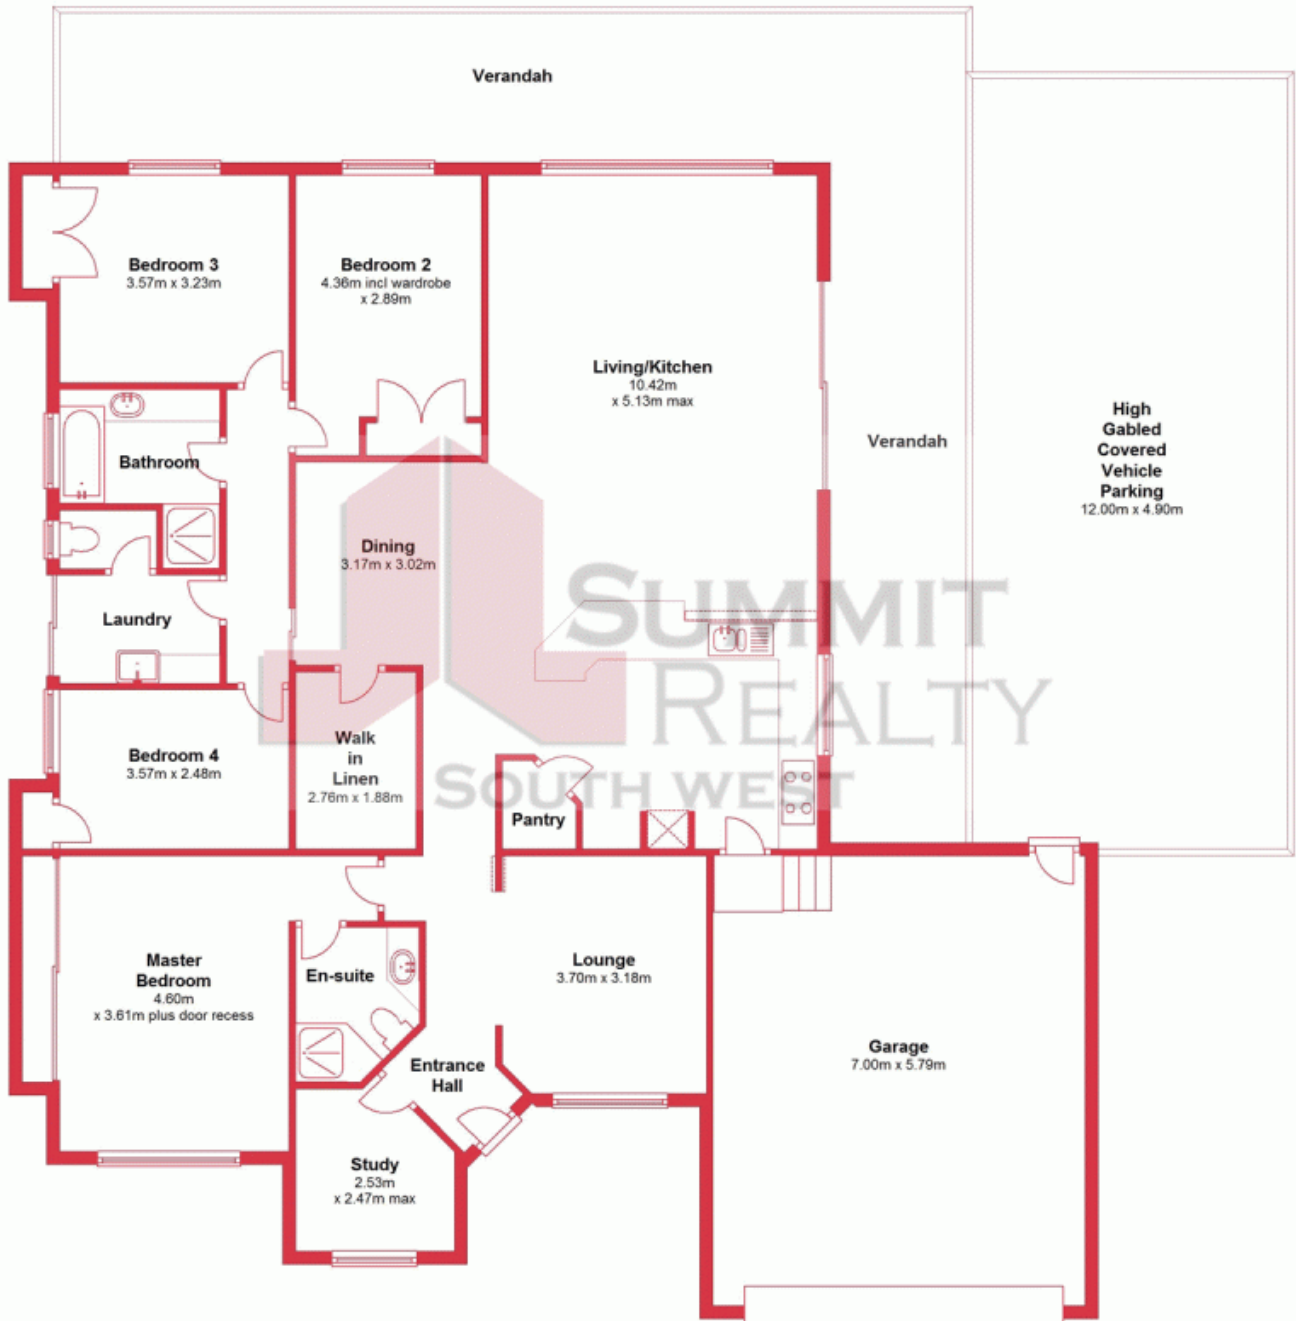 Verandah
Bedroom 3
3.57m x 3.23m
Bedroom 2
4.36m incl wardrobe
x 2.89m
Living/Kitchen
10.42m
x 5.13m max
Verandah
High
Gabled
Covered
Vehicle
Parking
12.00m x 4.90m
Bathroom
Dining
3.17m x 3.02m
SUMMIT
REALTY
SOUTH WEST
Laundry
Bedroom 4
3.57m x 2.48m
Walk
in
Linen
2.76m x 1.88m
Pantry
Master
Bedroom
4.60m
x 3.61m plus door recess
En-suite
Lounge
3.70m x 3.18m
Entrance
Hall
Garage
7.00m x 5.79m
Study
2.53m
x 2.47m max